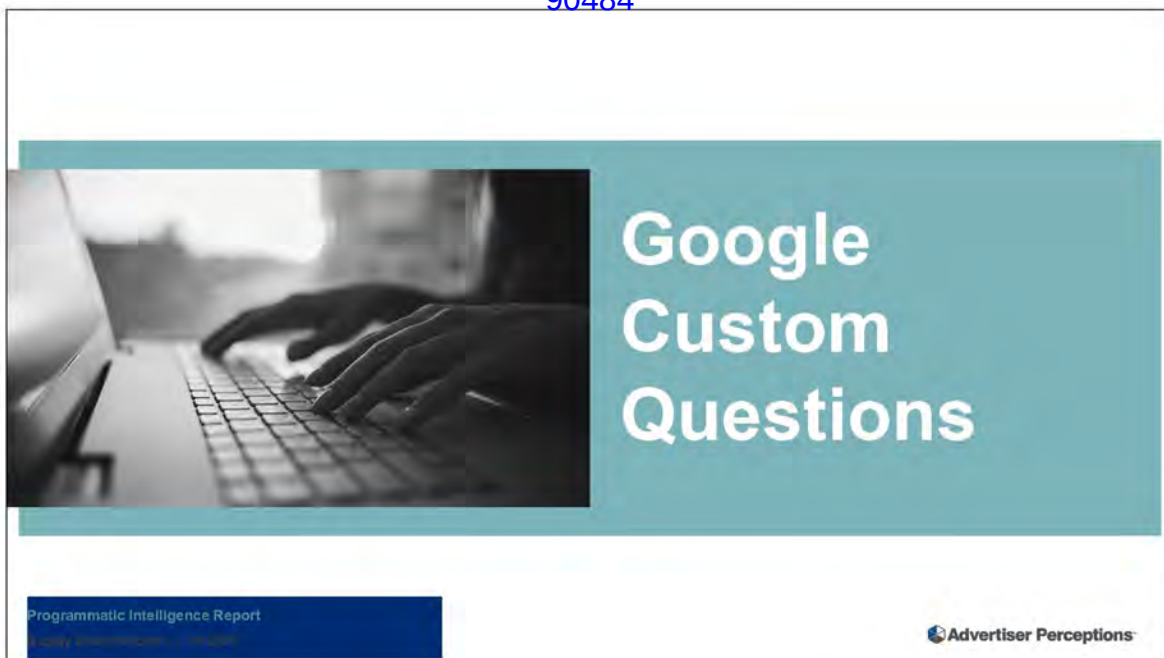 90484
Google
Custom
Questions
Programmatic Intelligence Report
Advertiser Perceptions